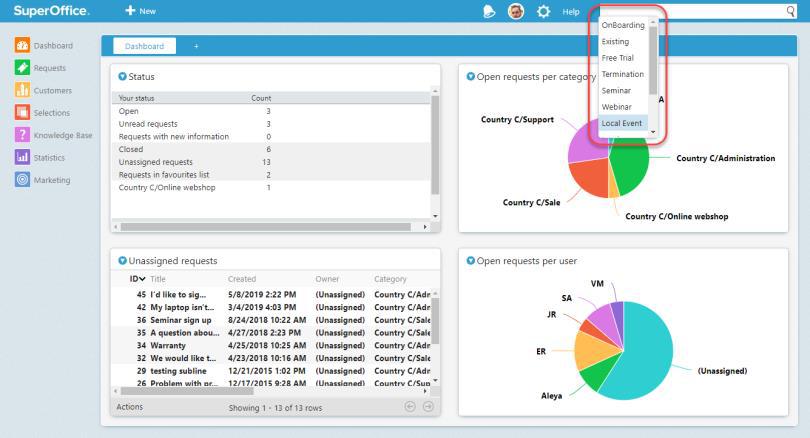 SuperOffice.
New
Help
OnBoarding
Existing
Free Trial
Termination
Seminar
Webinar
Local Event
Dashboard
Requests
Customers
Selections
Knowledge Base
Statistics
Marketing
Dashboard +
Status
Your status Count
Open 3
Unread requests 3
Requests with new information 0
Closed 6
Unassigned requests 13
Requests in favourites list 2
Country C/Online webshop 1
Open requests per category
Country C/Support
Country C/Administration
Country C/Sale
Country C/Online webshop
Unassigned requests
ID Title Created Owner Category
45 I'd like to sig... 5/8/2019 2:22 PM (Unassigned) Country C/Adn
42 My laptop isn't... 3/4/2019 4:03 PM (Unassigned) Country C/Adn
36 Seminar sign up 8/24/2018 10:22 AM (Unassigned) Country C/Sale
35 A question abou... 4/27/2018 2:23 PM (Unassigned) Country C/Sale
34 Warranty 4/25/2018 10:25 AM (Unassigned) Country C/Adn
32 We would like t... 4/23/2018 10:16 AM (Unassigned) Country C/Sale
29 testing subline 12/21/2015 1:02 PM (Unassigned) Country C/Adn
26 Problem with pr... 12/17/2015 9:28 AM (Unassigned) Country C/Sup
Actions Showing 1 - 13 of 13 rows
Open requests per user
VM
SA
JR
ER
Aleya
(Unassigned)